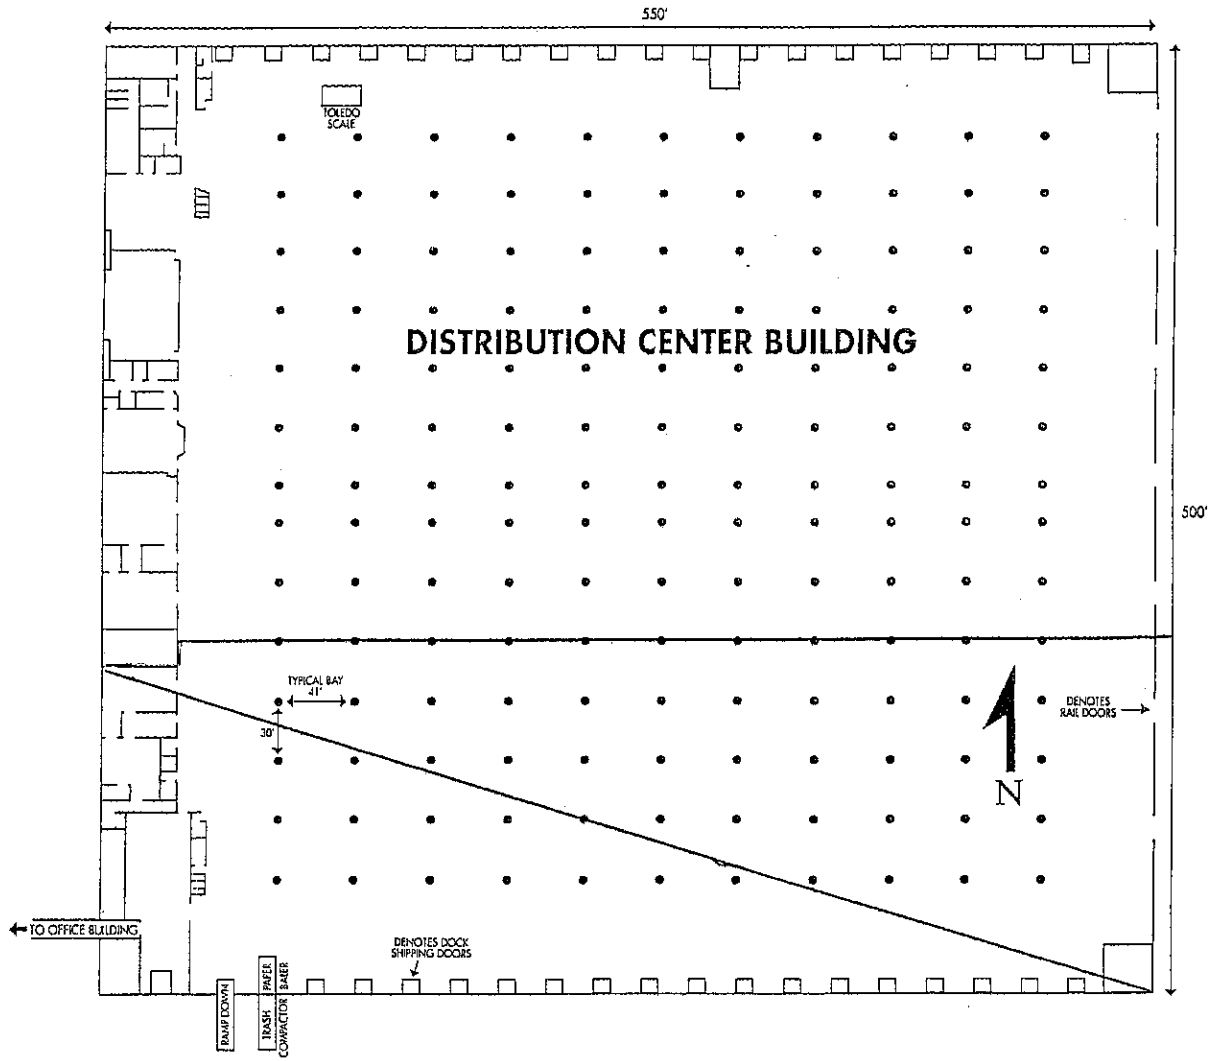 550'
TOLEDO
SCALE
DISTRIBUTION CENTER BUILDING
500'
TYPICAL BAY
41'
30'
DENOTES
RAIL DOORS
N
TO OFFICE BUILDING
DENOTES DOCK
SHIPPING DOORS
RAMP DOWN
TRASH
COMPACTOR
PAPER
BALER